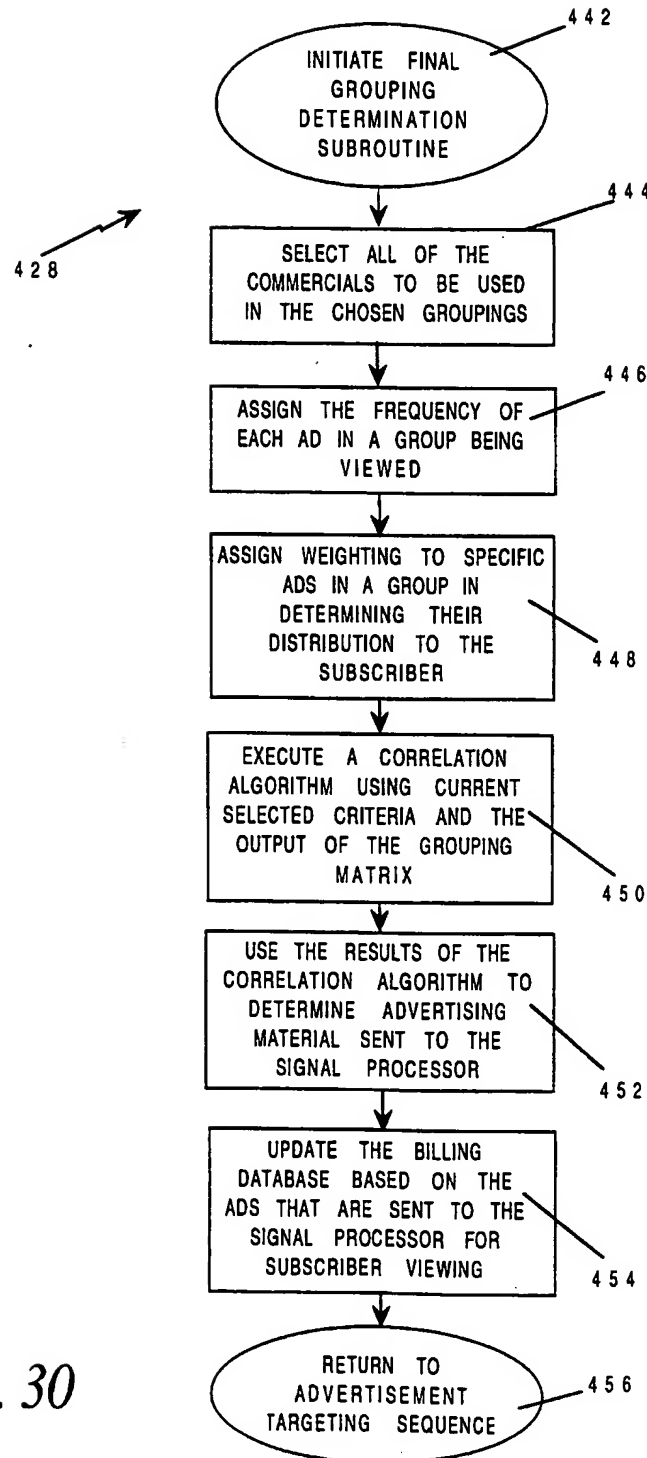 442
INITIATE FINAL
GROUPING
DETERMINATION
SUBROUTINE
444
428
SELECT ALL OF THE
COMMERCIALS TO BE USED
IN THE CHOSEN GROUPINGS
446
ASSIGN THE FREQUENCY OF
EACH AD IN A GROUP BEING
VIEWED
ASSIGN WEIGHTING TO SPECIFIC
ADS IN A GROUP IN
DETERMINING THEIR
DISTRIBUTION TO THE
SUBSCRIBER
448
EXECUTE A CORRELATION
ALGORITHM USING CURRENT
SELECTED CRITERIA AND THE
OUTPUT OF THE GROUPING
MATRIX
450
USE THE RESULTS OF THE
CORRELATION ALGORITHM TO
DETERMINE ADVERTISING
MATERIAL SENT TO THE
SIGNAL PROCESSOR
452
UPDATE THE BILLING
DATABASE BASED ON THE
ADS THAT ARE SENT TO THE
SIGNAL PROCESSOR FOR
SUBSCRIBER VIEWING
454
RETURN TO
ADVERTISEMENT
TARGETING SEQUENCE
456
. 30